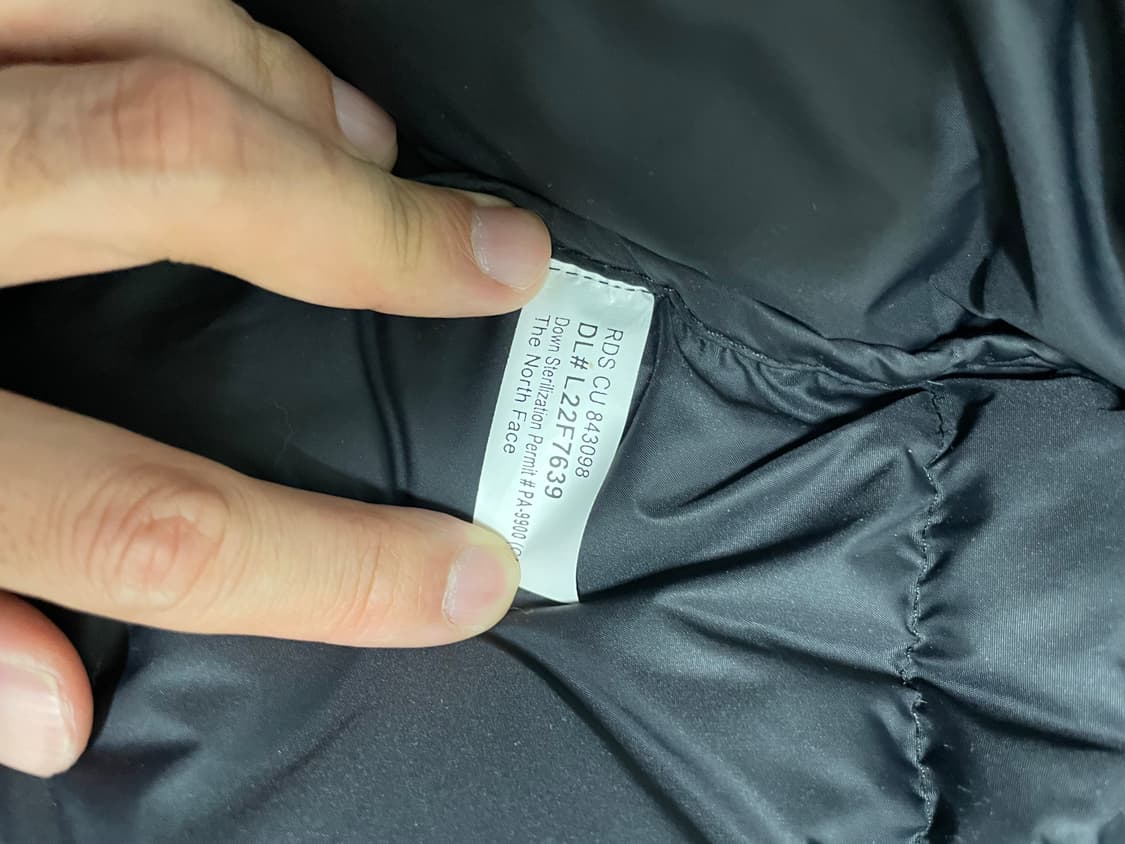 RDS CU 843098
DL# L22F7639
Down Sterilization Permit # PA-9900
The North Face